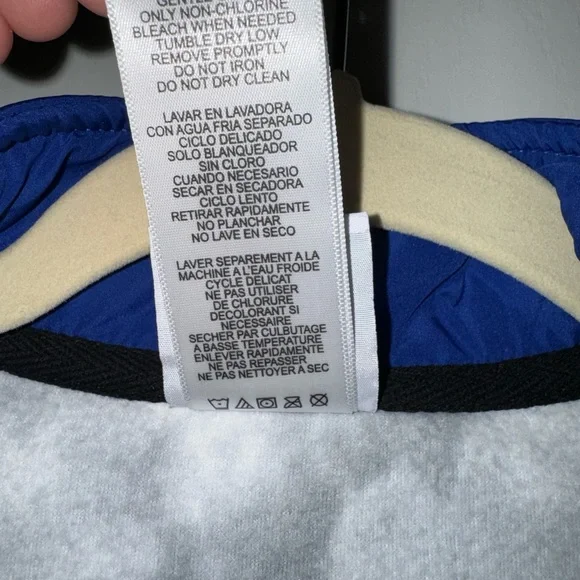 GENTLE
ONLY NON-CHLORINE
BLEACH WHEN NEEDED
TUMBLE DRY LOW
REMOVE PROMPTLY
DO NOT IRON
DO NOT DRY CLEAN
LAVAR EN LAVADORA
CON AGUA FRIA SEPARADO
CICLO DELICADO
SOLO BLANQUEADOR
SIN CLORO
CUANDO NECESARIO
SECAR EN SECADORA
CICLO LENTO
RETIRAR RAPIDAMENTE
NO PLANCHAR
NO LAVE EN SECO
LAVER SEPAREMENT A LA
MACHINE A L'EAU FROIDE
CYCLE DELICAT
NE PAS UTILISER
DE CHLORURE
DECOLORANT SI
NECESSAIRE
SECHER PAR CULBUTAGE
A BASSE TEMPERATURE
ENLEVER RAPIDAMENTE
NE PAS REPASSER
NE PAS NETTOYER A SEC